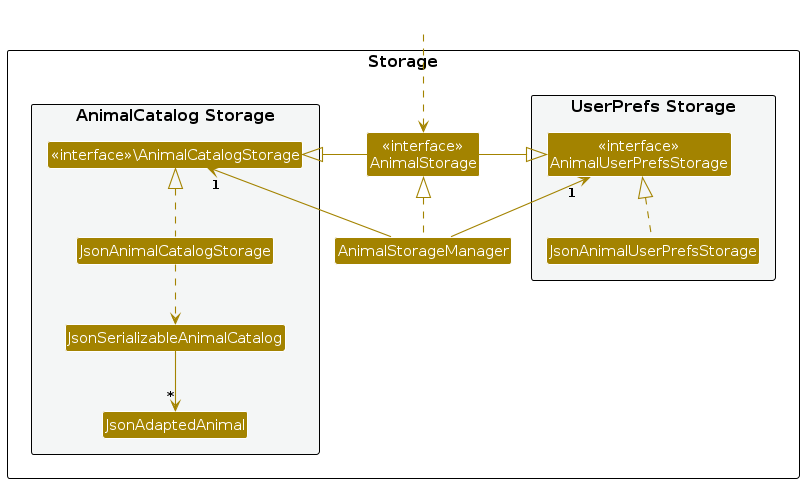 Storage
AnimalCatalog Storage
UserPrefs Storage
«interface»\AnimalCatalogStorage
«interface»
AnimalStorage
«interface»
AnimalUserPrefsStorage
1
1
JsonAnimalCatalogStorage
AnimalStorageManager
JsonAnimalUserPrefsStorage
JsonSerializableAnimalCatalog
*
JsonAdaptedAnimal